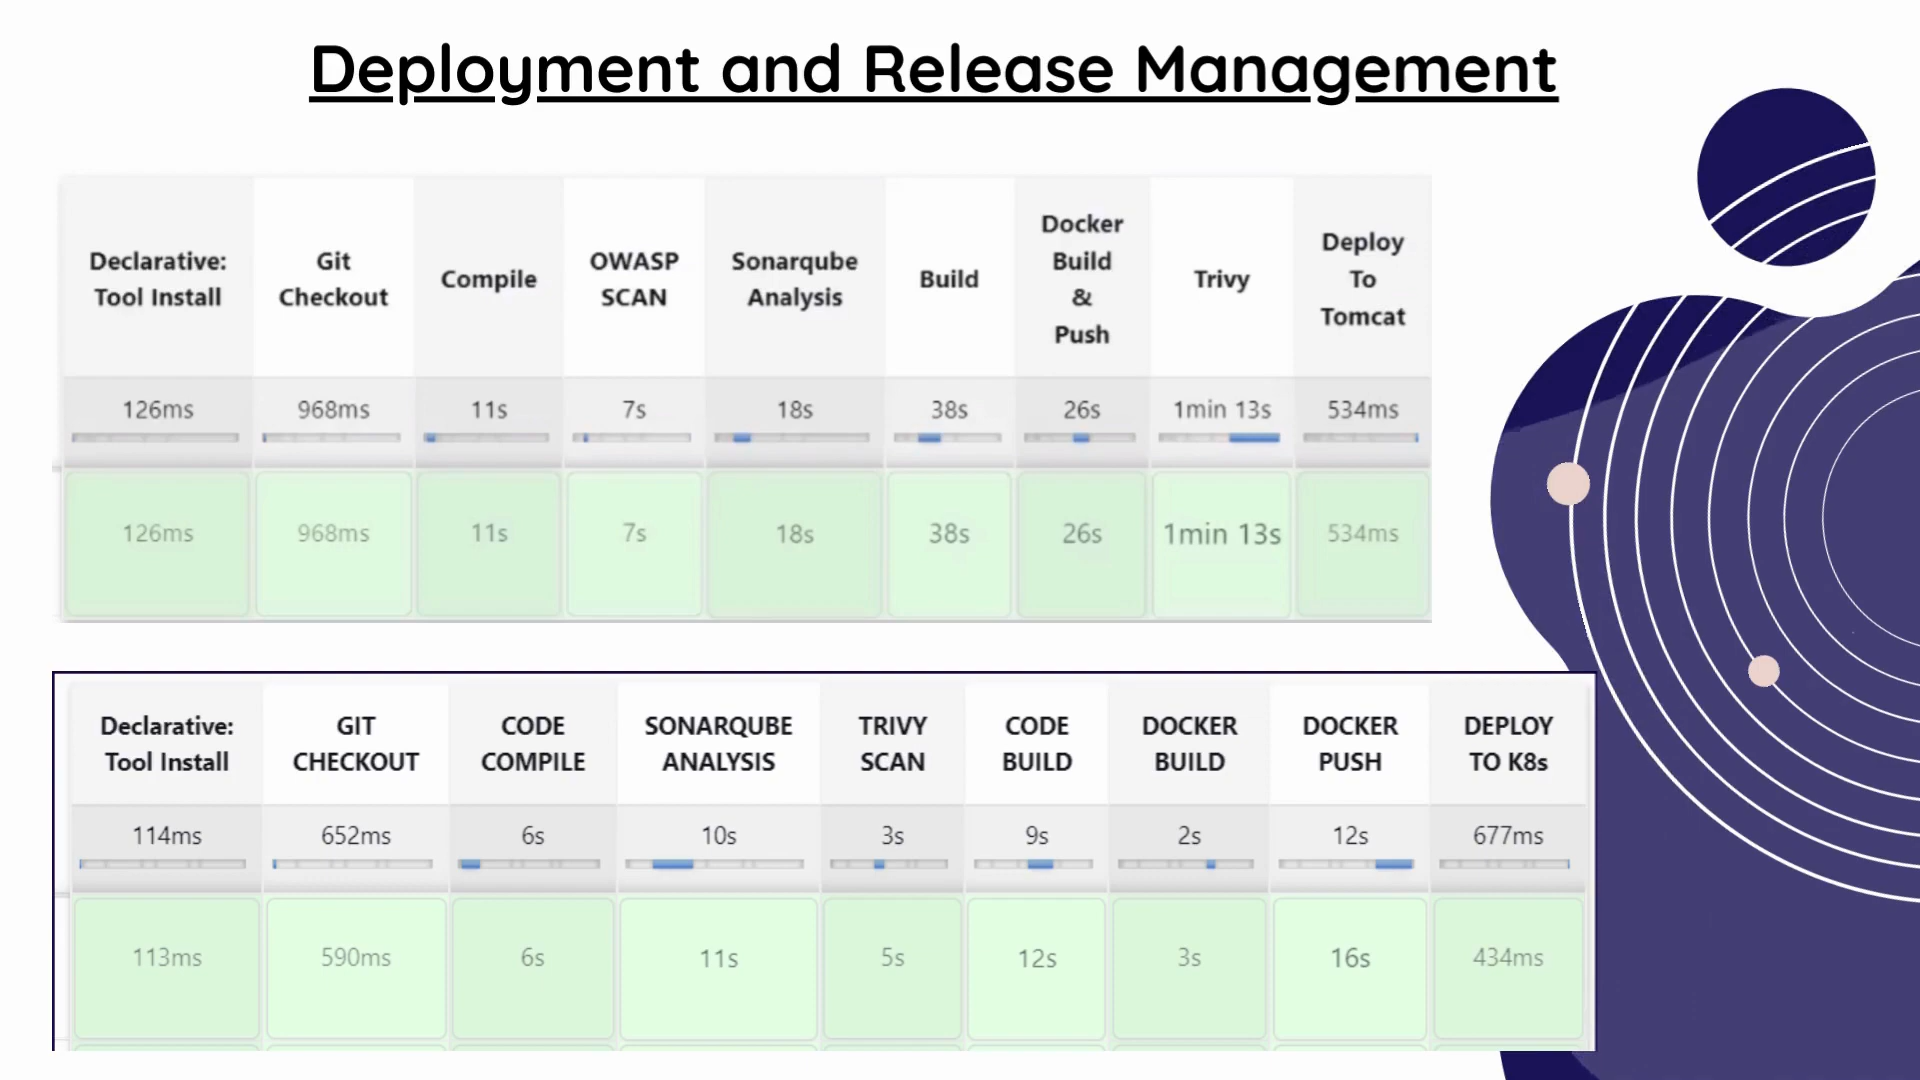 Deployment and Release Management
Declarative: Tool Install
Git Checkout
Compile
OWASP SCAN
Sonarqube Analysis
Build
Docker Build & Push
Trivy
Deploy To Tomcat
126ms 968ms 11s 7s 18s 38s 26s 1min 13s 534ms
126ms 968ms 11s 7s 18s 38s 26s 1min 13s 534ms
Declarative: Tool Install
GIT CHECKOUT
CODE COMPILE
SONARQUBE ANALYSIS
TRIVY SCAN
CODE BUILD
DOCKER BUILD
DOCKER PUSH
DEPLOY TO K8s
114ms 652ms 6s 10s 3s 9s 2s 12s 677ms
113ms 590ms 6s 11s 5s 12s 3s 16s 434ms